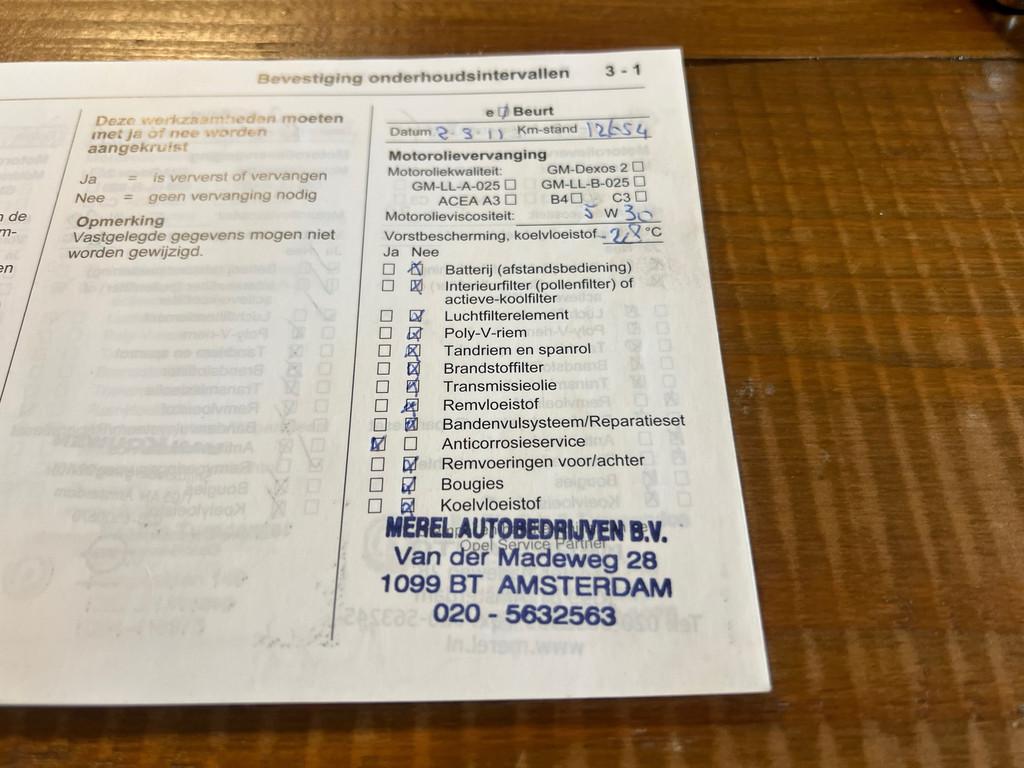 Bevestiging onderhoudsintervallen 3 - 1
Deze werkzaamheden moeten
met ja of nee worden
aangekruist
Ja = is ververst of vervangen
Nee = geen vervanging nodig
Opmerking
Vastgelegde gegevens mogen niet
worden gewijzigd.
n de
m-
en
e Beurt
Datum 2-3-11 Km-stand 12654
Motorolievervanging
Motoroliekwaliteit: GM-Dexos 2 ☐
GM-LL-A-025 ☐ GM-LL-B-025 ☐
ACEA A3 ☐ B4 ☐ C3 ☐
Motorolieviscositeit: 5 W 30
Vorstbescherming, koelvloeistof -28 °C
Ja Nee
☐ ☒ Batterij (afstandsbediening)
☐ ☒ Interieurfilter (pollenfilter) of
actieve-koolfilter
☐ ☒ Luchtfilterelement
☐ ☒ Poly-V-riem
☐ ☒ Tandriem en spanrol
☐ ☒ Brandstoffilter
☐ ☒ Transmissieolie
☐ ☒ Remvloeistof
☐ ☒ Bandenvulsysteem/Reparatieset
☒ ☐ Anticorrosieservice
☐ ☒ Remvoeringen voor/achter
☐ ☒ Bougies
☐ ☒ Koelvloeistof
MEREL AUTOBEDRIJVEN B.V.
Opel Service Partner
Van der Madeweg 28
1099 BT AMSTERDAM
020 - 5632563